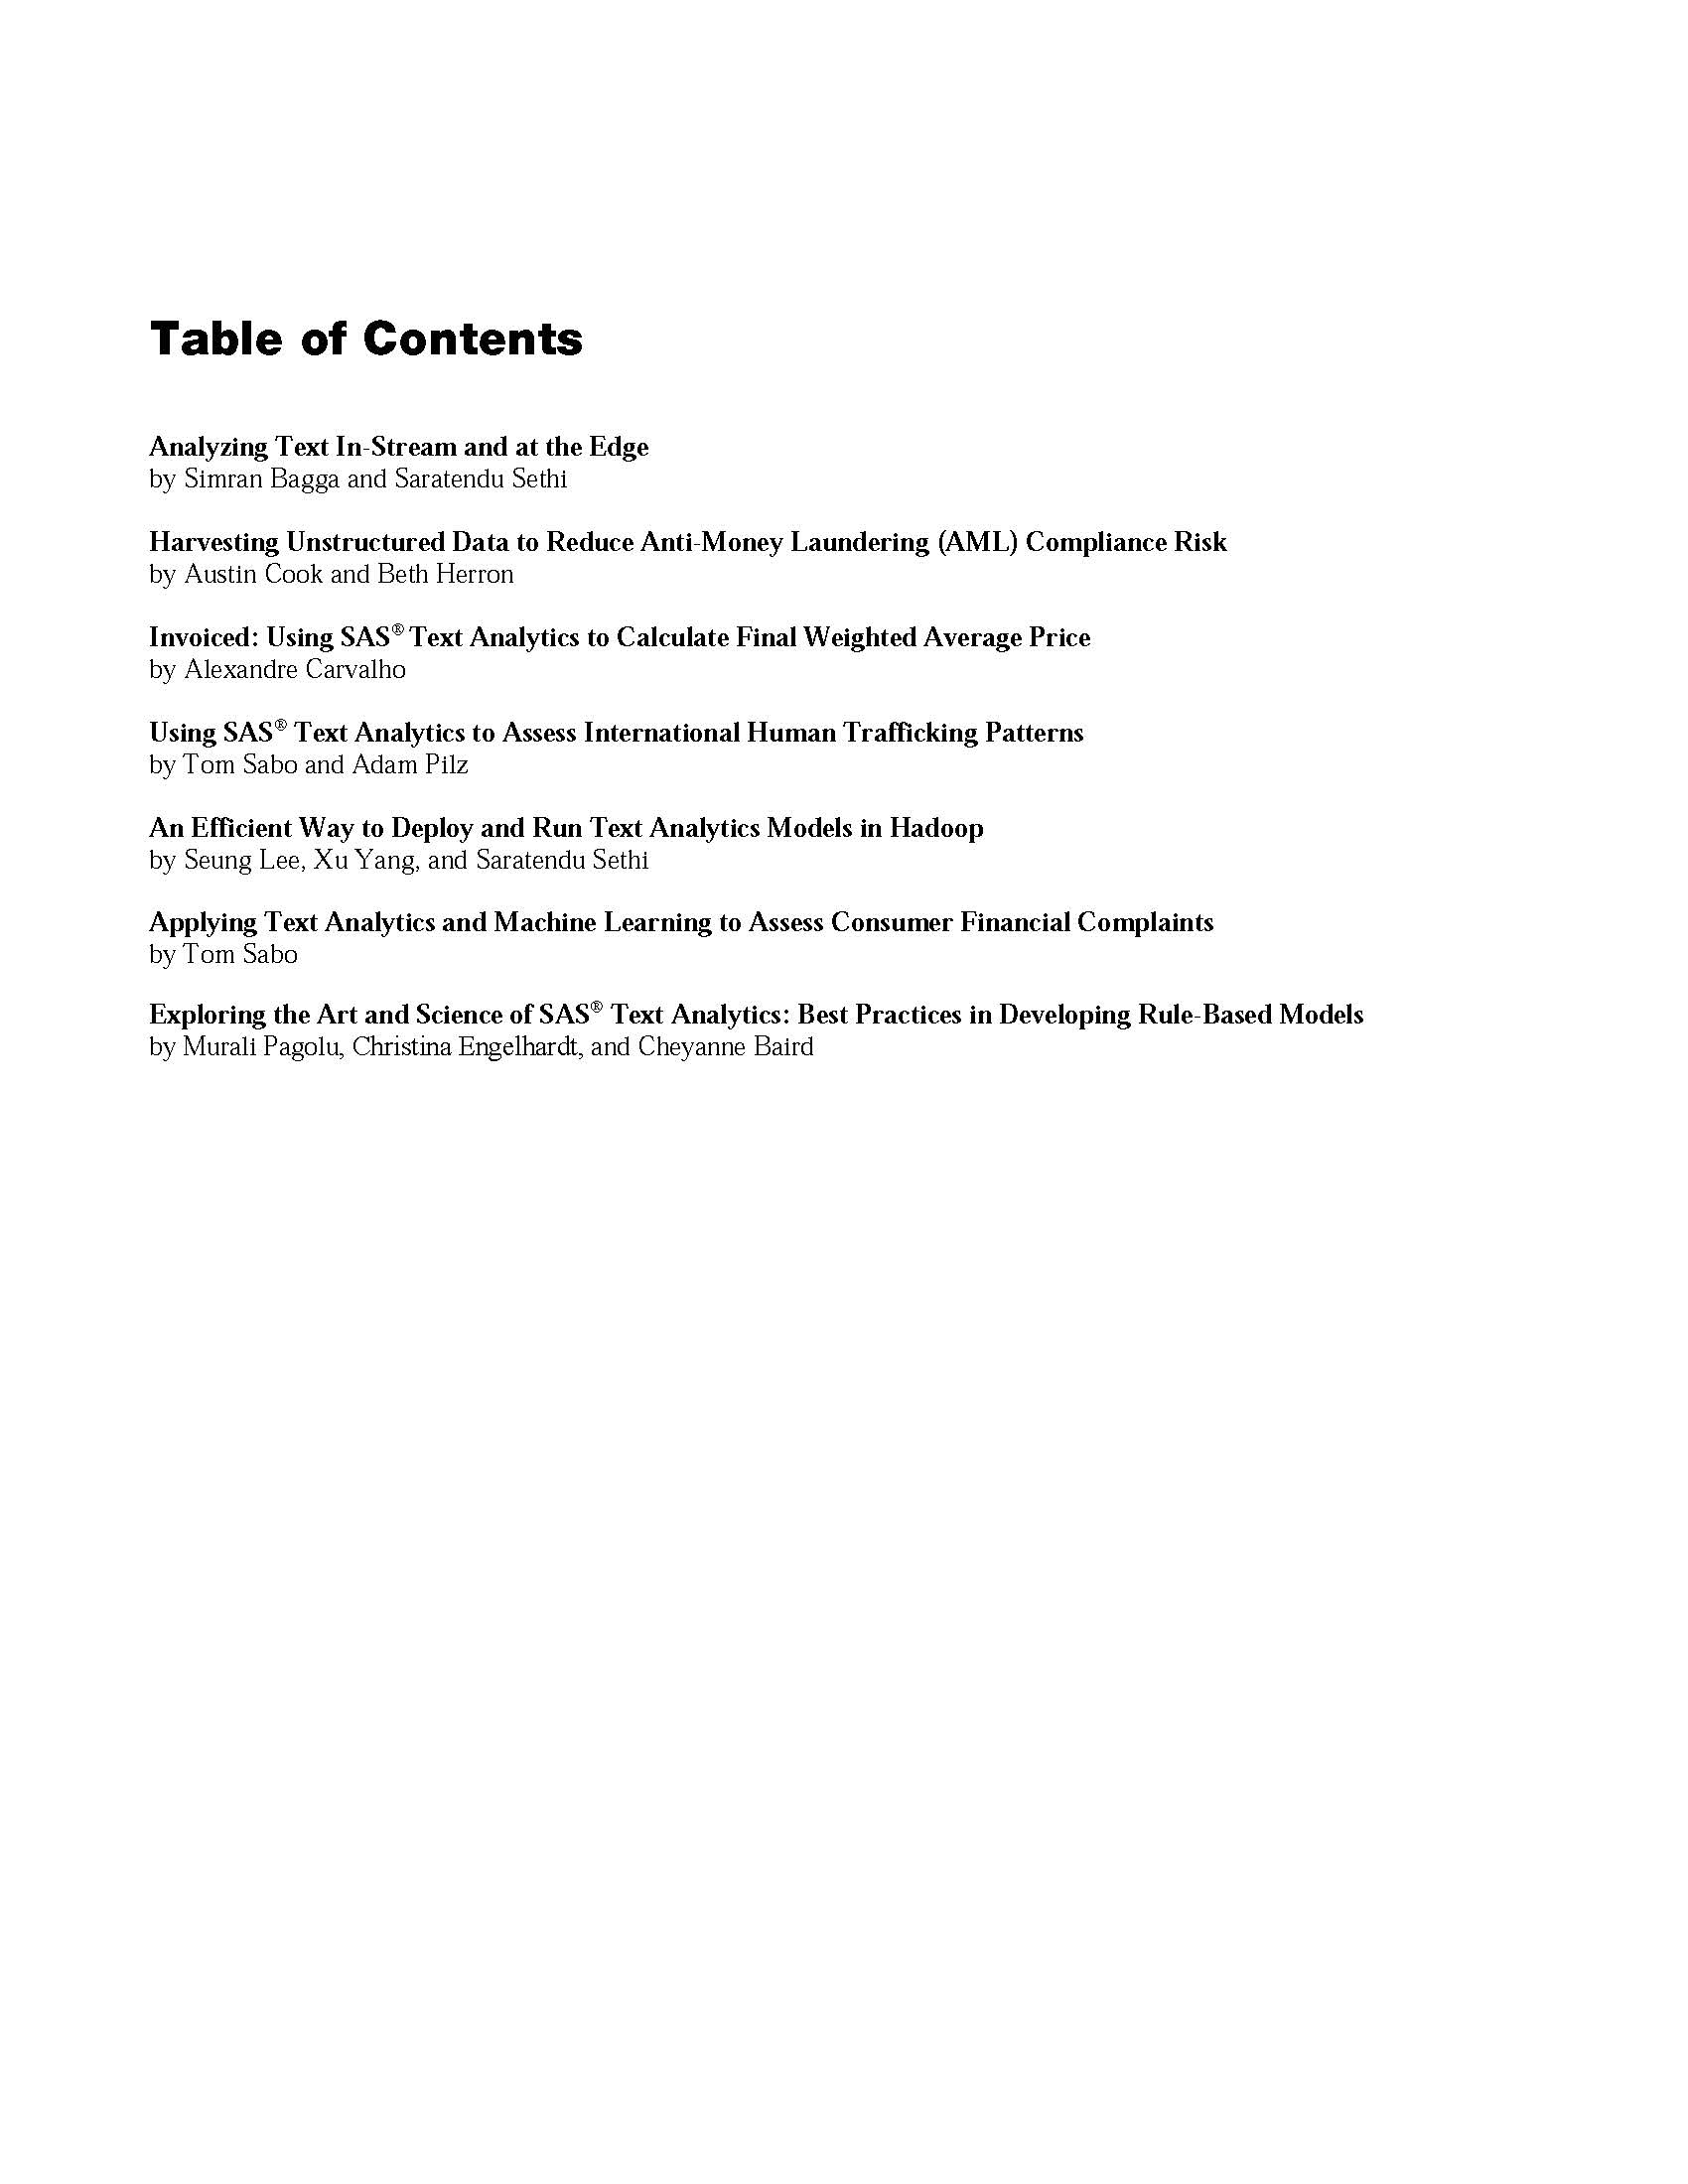 Table of Contents
Analyzing Text In-Stream and at the Edge
by Simran Bagga and Saratendu Sethi
Harvesting Unstructured Data to Reduce Anti-Money Laundering (AML) Compliance Risk
by Austin Cook and Beth Herron
Invoiced: Using SAS® Text Analytics to Calculate Final Weighted Average Price
by Alexandre Carvalho
Using SAS® Text Analytics to Assess International Human Trafficking Patterns
by Tom Sabo and Adam Pilz
An Efficient Way to Deploy and Run Text Analytics Models in Hadoop
by Seung Lee, Xu Yang, and Saratendu Sethi
Applying Text Analytics and Machine Learning to Assess Consumer Financial Complaints
by Tom Sabo
Exploring the Art and Science of SAS® Text Analytics: Best Practices in Developing Rule-Based Models
by Murali Pagolu, Christina Engelhardt, and Cheyanne Baird